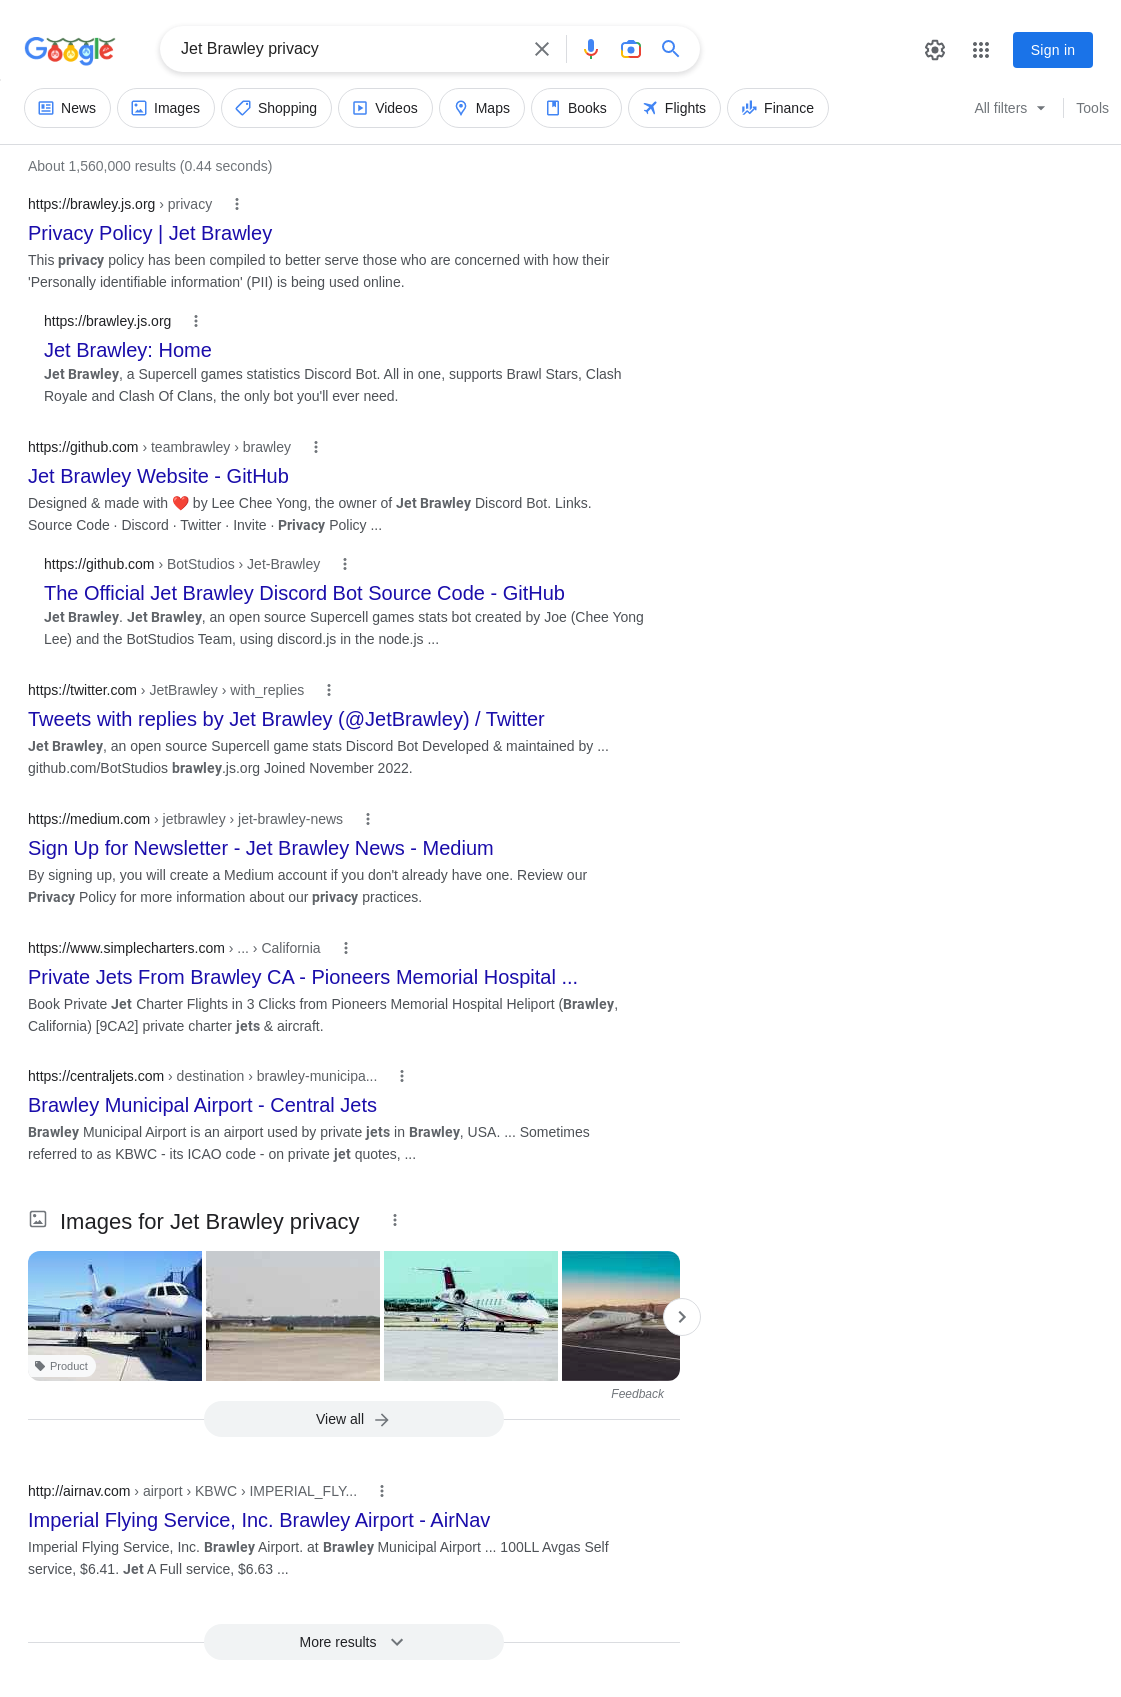 Google
Jet Brawley privacy
Sign in
News
Images
Shopping
Videos
Maps
Books
Flights
Finance
All filters
Tools
About 1,560,000 results (0.44 seconds)
https://brawley.js.org › privacy
Privacy Policy | Jet Brawley
This privacy policy has been compiled to better serve those who are concerned with how their
'Personally identifiable information' (PII) is being used online.
https://brawley.js.org
Jet Brawley: Home
Jet Brawley, a Supercell games statistics Discord Bot. All in one, supports Brawl Stars, Clash
Royale and Clash Of Clans, the only bot you'll ever need.
https://github.com › teambrawley › brawley
Jet Brawley Website - GitHub
Designed & made with ❤️ by Lee Chee Yong, the owner of Jet Brawley Discord Bot. Links.
Source Code · Discord · Twitter · Invite · Privacy Policy ...
https://github.com › BotStudios › Jet-Brawley
The Official Jet Brawley Discord Bot Source Code - GitHub
Jet Brawley. Jet Brawley, an open source Supercell games stats bot created by Joe (Chee Yong
Lee) and the BotStudios Team, using discord.js in the node.js ...
https://twitter.com › JetBrawley › with_replies
Tweets with replies by Jet Brawley (@JetBrawley) / Twitter
Jet Brawley, an open source Supercell game stats Discord Bot Developed & maintained by ...
github.com/BotStudios brawley.js.org Joined November 2022.
https://medium.com › jetbrawley › jet-brawley-news
Sign Up for Newsletter - Jet Brawley News - Medium
By signing up, you will create a Medium account if you don't already have one. Review our
Privacy Policy for more information about our privacy practices.
https://www.simplecharters.com › ... › California
Private Jets From Brawley CA - Pioneers Memorial Hospital ...
Book Private Jet Charter Flights in 3 Clicks from Pioneers Memorial Hospital Heliport (Brawley,
California) [9CA2] private charter jets & aircraft.
https://centraljets.com › destination › brawley-municipa...
Brawley Municipal Airport - Central Jets
Brawley Municipal Airport is an airport used by private jets in Brawley, USA. ... Sometimes
referred to as KBWC - its ICAO code - on private jet quotes, ...
Images for Jet Brawley privacy
Product
Feedback
View all
http://airnav.com › airport › KBWC › IMPERIAL_FLY...
Imperial Flying Service, Inc. Brawley Airport - AirNav
Imperial Flying Service, Inc. Brawley Airport. at Brawley Municipal Airport ... 100LL Avgas Self
service, $6.41. Jet A Full service, $6.63 ...
More results